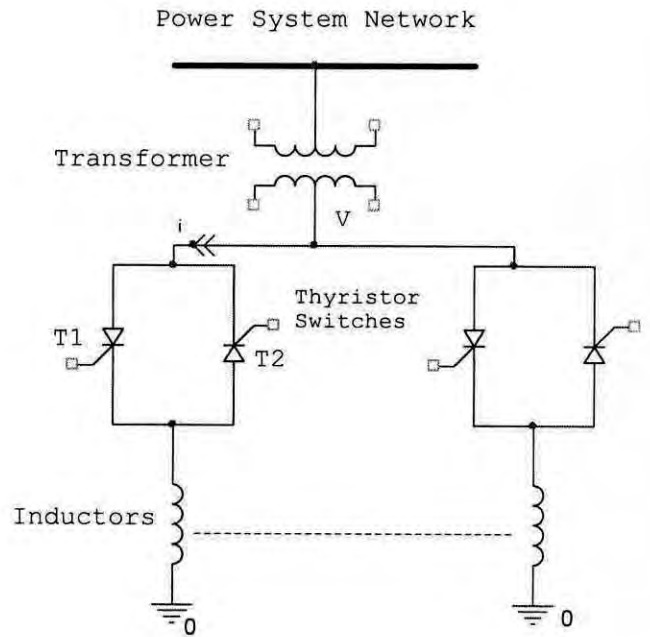 Power System Network
Transformer
V
i
Thyristor
Switches
T1
T2
Inductors
0
0